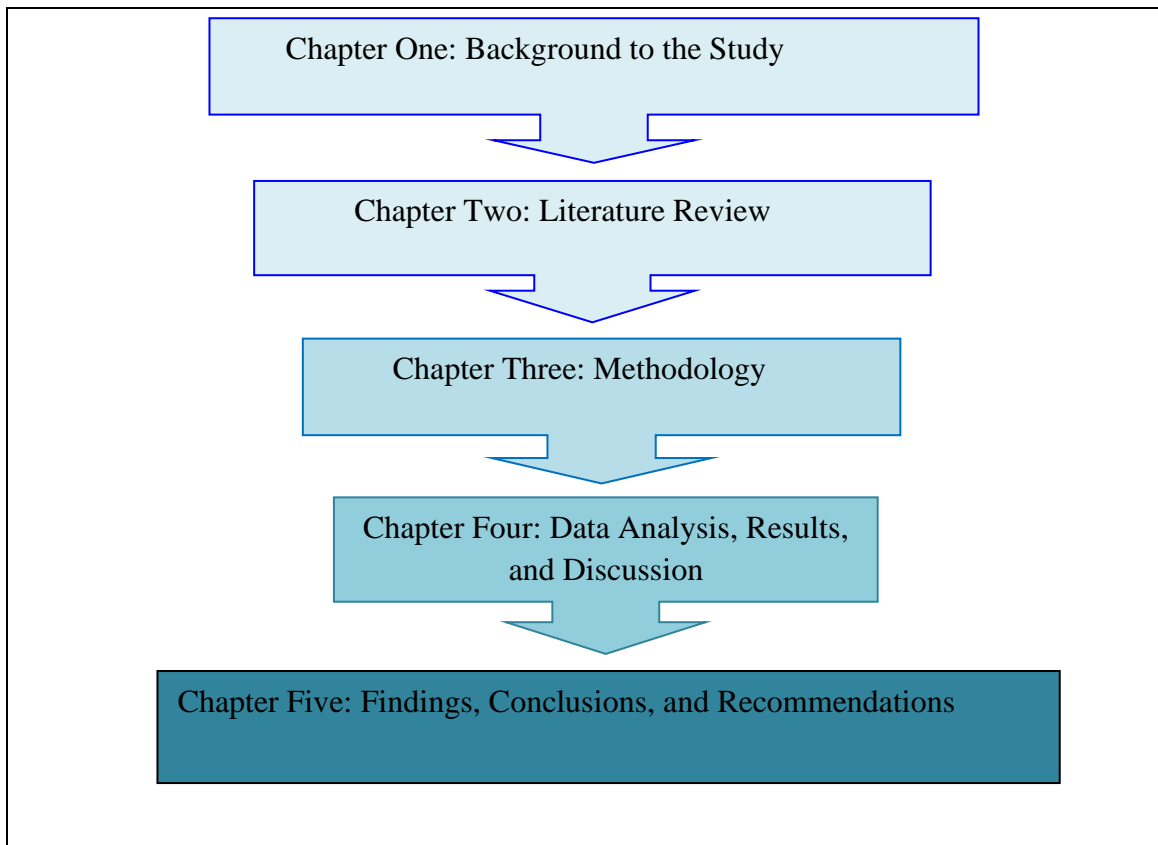 Chapter One: Background to the Study
Chapter Two: Literature Review
Chapter Three: Methodology
Chapter Four: Data Analysis, Results,
and Discussion
Chapter Five: Findings, Conclusions, and Recommendations